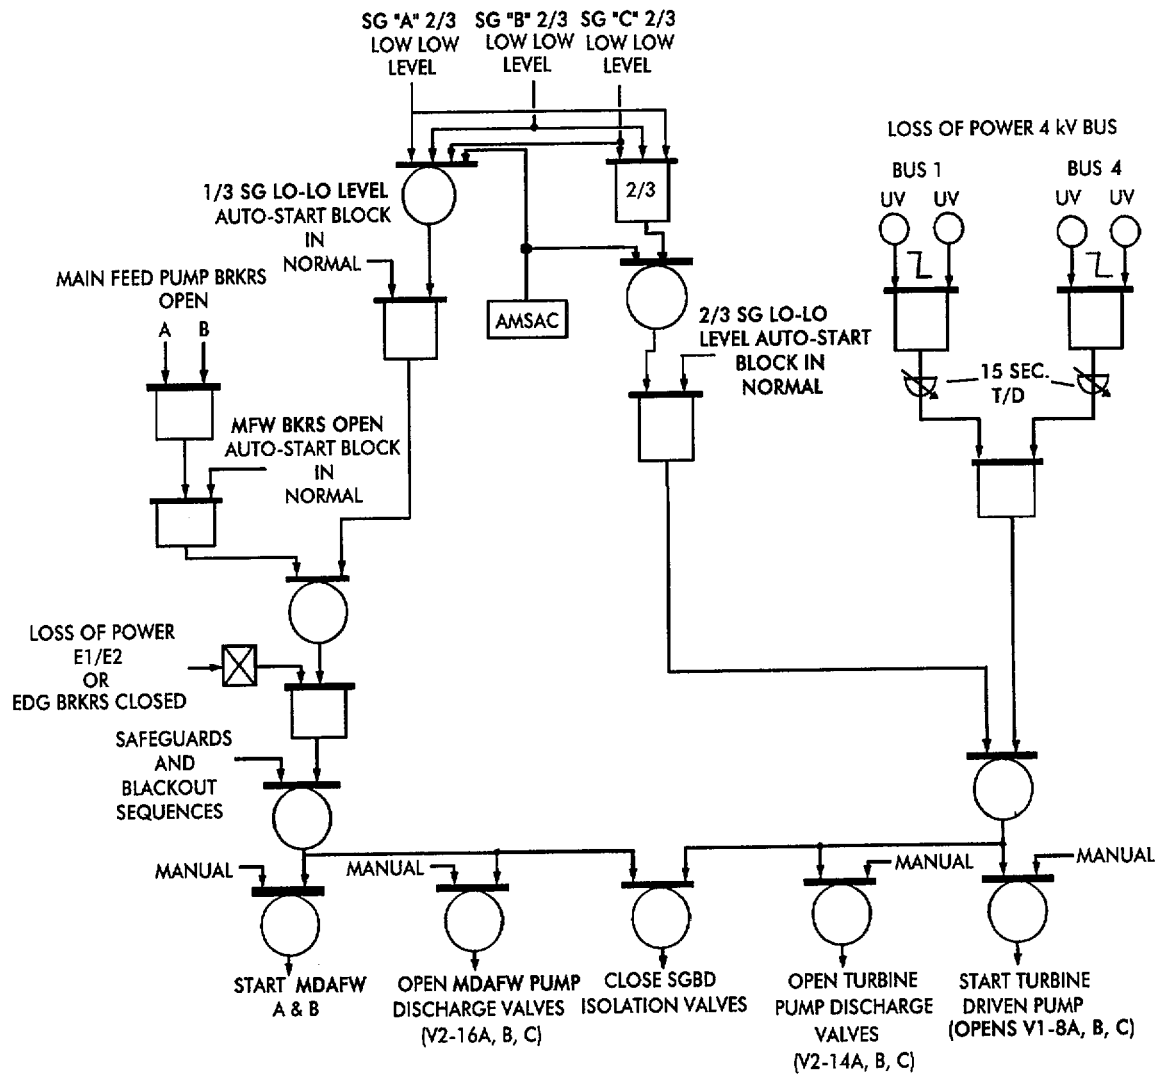 SG "A" 2/3
LOW LOW
LEVEL
SG "B" 2/3
LOW LOW
LEVEL
SG "C" 2/3
LOW LOW
LEVEL
LOSS OF POWER 4 kV BUS
BUS 1
UV UV
BUS 4
UV UV
1/3 SG LO-LO LEVEL
AUTO-START BLOCK
IN
NORMAL
2/3
MAIN FEED PUMP BRKRS
OPEN
A B
AMSAC
2/3 SG LO-LO
LEVEL AUTO-START
BLOCK IN
NORMAL
15 SEC.
T/D
MFW BKRS OPEN
AUTO-START BLOCK
IN
NORMAL
LOSS OF POWER
E1/E2
OR
EDG BRKRS CLOSED
SAFEGUARDS
AND
BLACKOUT
SEQUENCES
MANUAL
MANUAL
MANUAL
MANUAL
START MDAFW
A & B
OPEN MDAFW PUMP
DISCHARGE VALVES
(V2-16A, B, C)
CLOSE SGBD
ISOLATION VALVES
OPEN TURBINE
PUMP DISCHARGE
VALVES
(V2-14A, B, C)
START TURBINE
DRIVEN PUMP
(OPENS V1-8A, B, C)